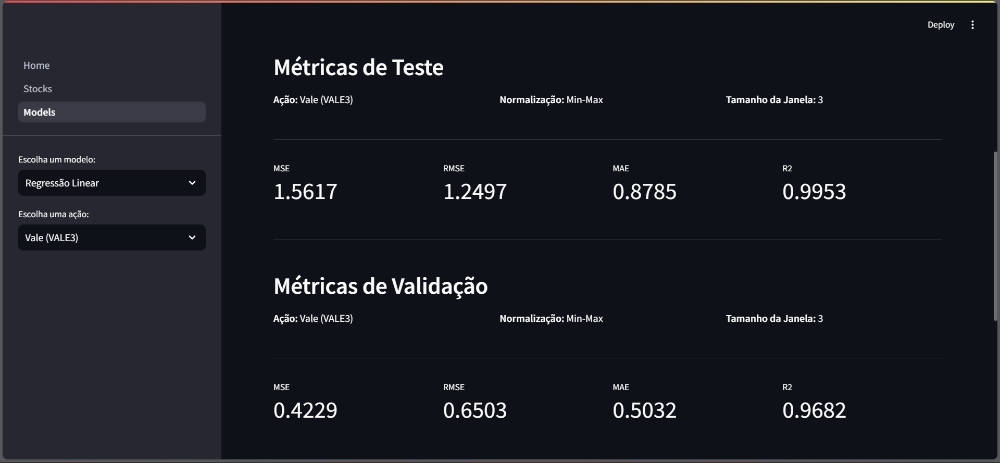 Deploy
Home
Stocks
Models
Escolha um modelo:
Regressão Linear
Escolha uma ação:
Vale (VALE3)
Métricas de Teste
Ação: Vale (VALE3) Normalização: Min-Max Tamanho da Janela: 3
MSE RMSE MAE R2
1.5617 1.2497 0.8785 0.9953
Métricas de Validação
Ação: Vale (VALE3) Normalização: Min-Max Tamanho da Janela: 3
MSE RMSE MAE R2
0.4229 0.6503 0.5032 0.9682